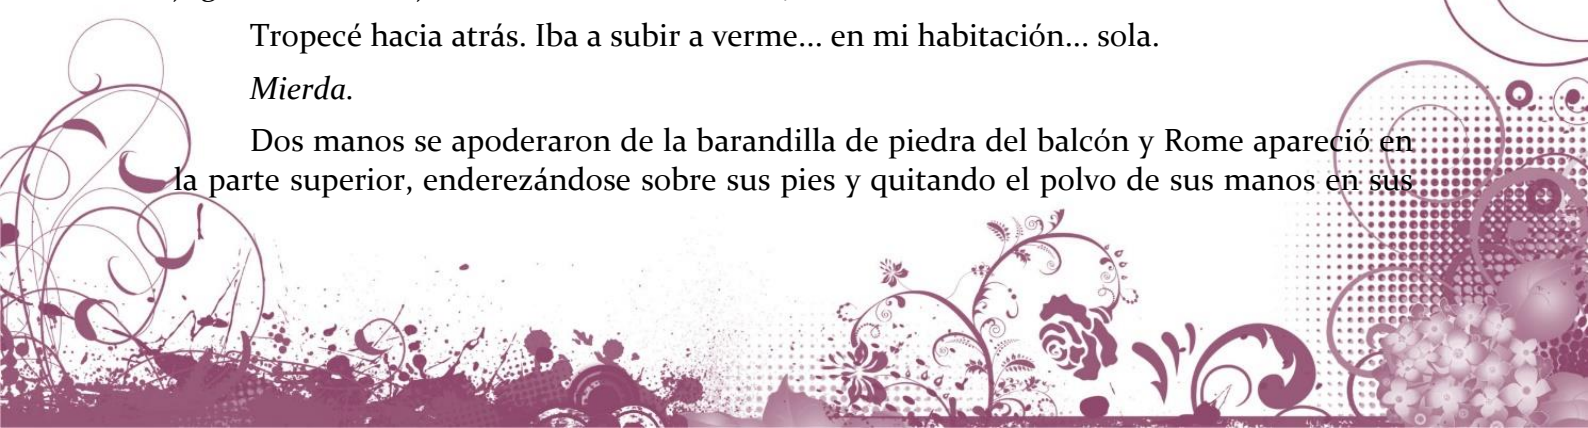 Tropecé hacia atrás. Iba a subir a verme... en mi habitación... sola.
Mierda.
Dos manos se apoderaron de la barandilla de piedra del balcón y Rome apareció en
la parte superior, enderezándose sobre sus pies y quitando el polvo de sus manos en sus